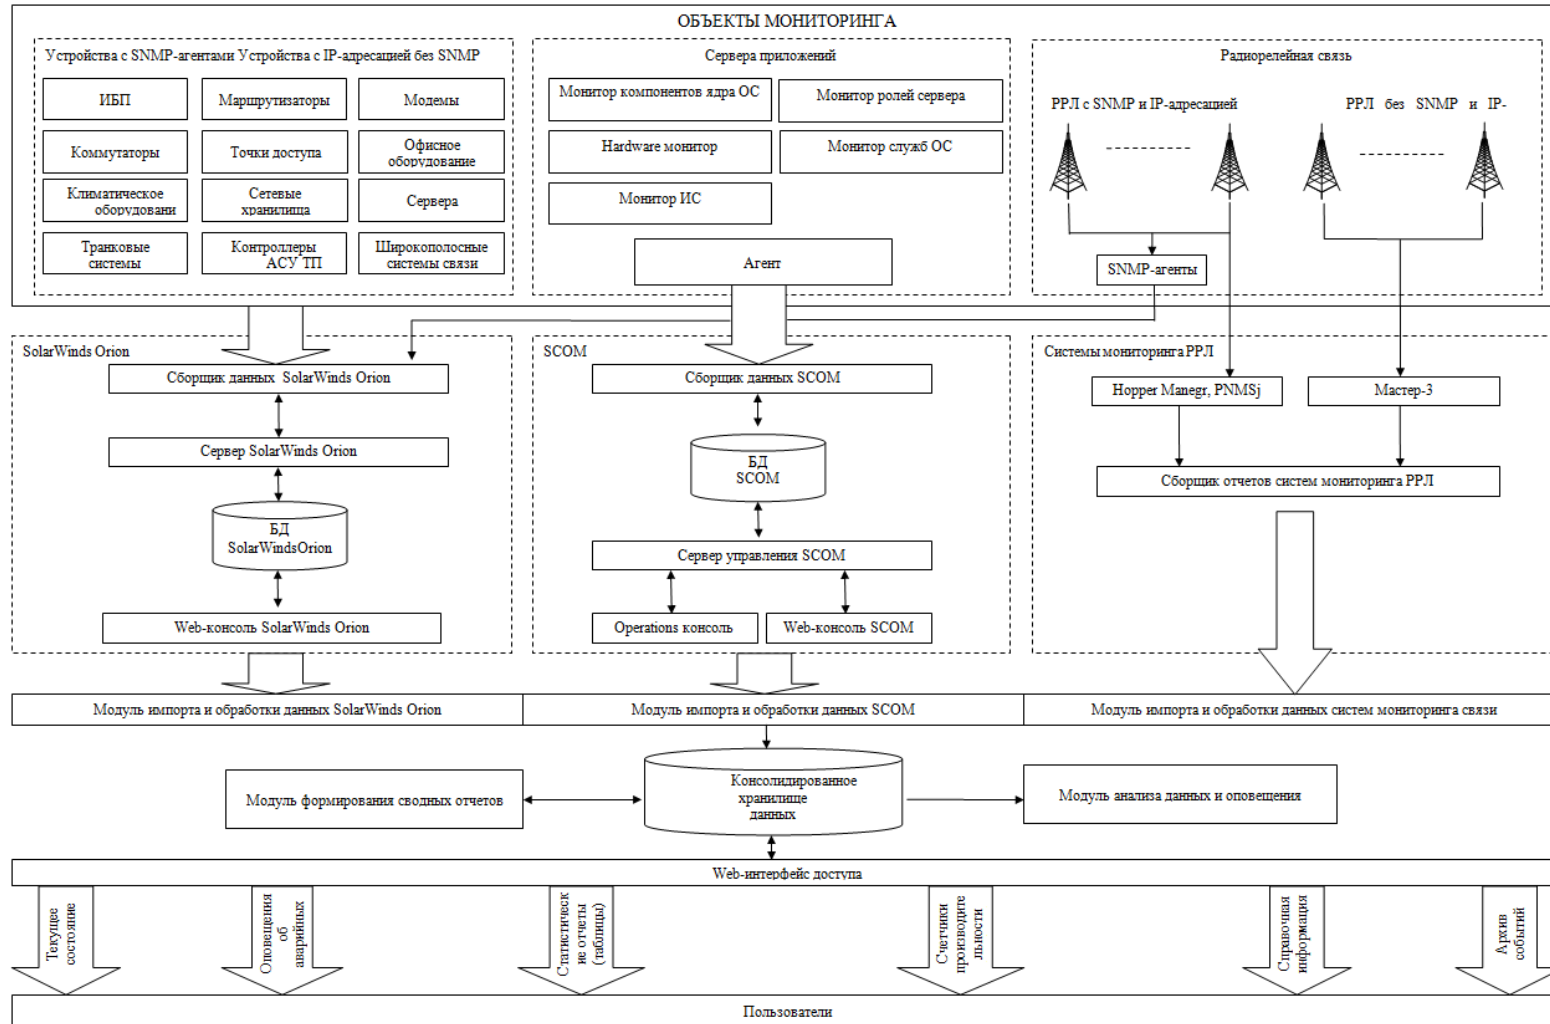 ОБЪЕКТЫ МОНИТОРИНГА
Устройства с SNMP-агентами Устройства с IP-адресацией без SNMP
ИБП
Маршрутизаторы
Модемы
Коммутаторы
Точки доступа
Офисное
оборудование
Климатическое
оборудовани
Сетевые
хранилища
Сервера
Транковые
системы
Контроллеры
АСУ ТП
Широкополосные
системы связи
Сервера приложений
Монитор компонентов ядра ОС
Монитор ролей сервера
Hardware монитор
Монитор служб ОС
Монитор ИС
Агент
Радиорелейная связь
РРЛ с SNMP и IP-адресацией
РРЛ без SNMP и IP-
SNMP-агенты
SolarWinds Orion
Сборщик данных SolarWinds Orion
Сервер SolarWinds Orion
БД
SolarWindsOrion
Web-консоль SolarWinds Orion
SCOM
Сборщик данных SCOM
БД
SCOM
Сервер управления SCOM
Operations консоль
Web-консоль SCOM
Системы мониторинга РРЛ
Hopper Manegr, PNMSj
Мастер-3
Сборщик отчетов систем мониторинга РРЛ
Модуль импорта и обработки данных SolarWinds Orion
Модуль импорта и обработки данных SCOM
Модуль импорта и обработки данных систем мониторинга связи
Модуль формирования сводных отчетов
Консолидированное
хранилище
данных
Модуль анализа данных и оповещения
Web-интерфейс доступа
Текущее
состояние
Оповещения
об
аварийных
Статистическ
ие отчеты
(таблицы)
Счетчики
производите
льности
Справочная
информация
Архив
событий
Пользователи